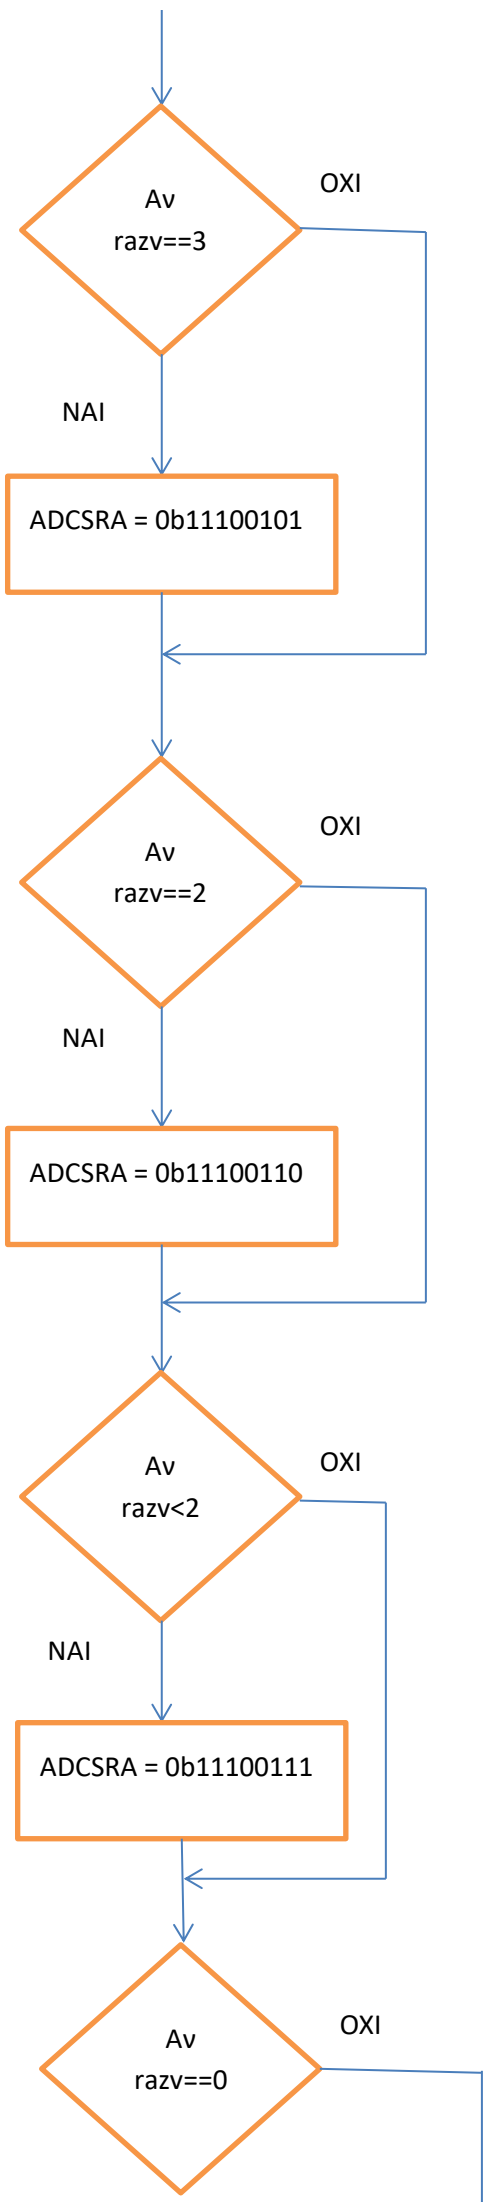 Αν
razv==3
ΟΧΙ
ΝΑΙ
ADCSRA = 0b11100101
Αν
razv==2
ΟΧΙ
ΝΑΙ
ADCSRA = 0b11100110
Αν
razv<2
ΟΧΙ
ΝΑΙ
ADCSRA = 0b11100111
Αν
razv==0
ΟΧΙ